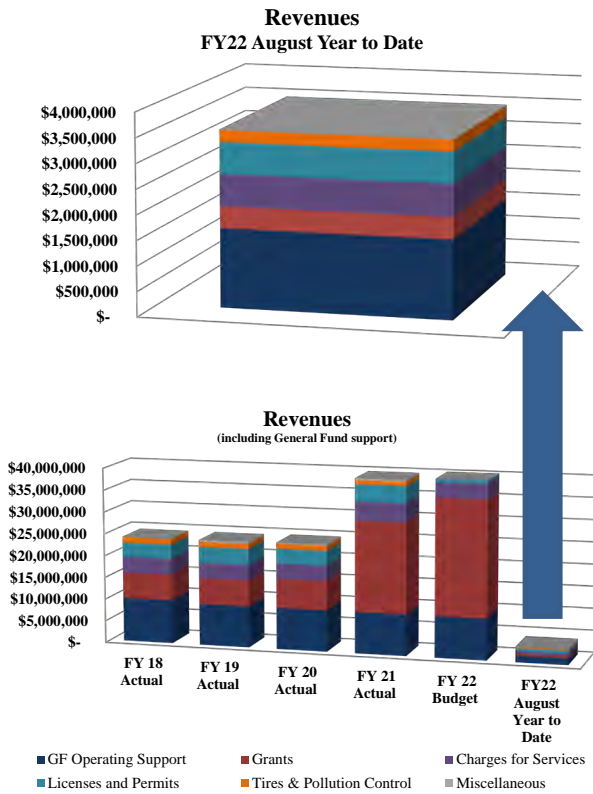 Revenues
FY22 August Year to Date
$4,000,000
$3,500,000
$3,000,000
$2,500,000
$2,000,000
$1,500,000
$1,000,000
$500,000
$-
Revenues
(including General Fund support)
$40,000,000
$35,000,000
$30,000,000
$25,000,000
$20,000,000
$15,000,000
$10,000,000
$5,000,000
$-
FY 18
Actual
FY 19
Actual
FY 20
Actual
FY 21
Actual
FY 22
Budget
FY22
August
Year to
Date
GF Operating Support
Grants
Charges for Services
Licenses and Permits
Tires & Pollution Control
Miscellaneous